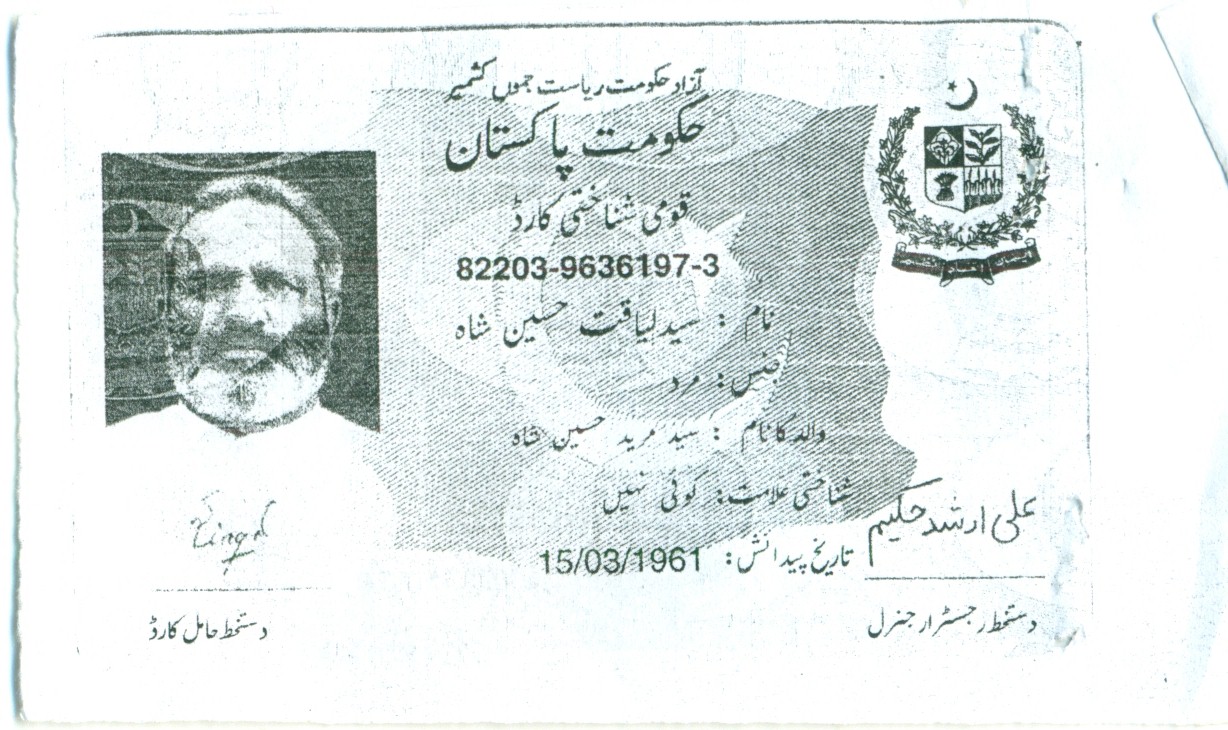 آزاد حکومت ریاست جموں کشمیر
حکومت پاکستان
قومی شناختی کارڈ
82203-9636197-3
نام : سید لیاقت حسین شاہ
جنس: مرد
والد کا نام : سید مرید حسین شاہ
شناختی علامت: کوئی نہیں
تاریخ پیدائش: 15/03/1961
علی ارشد حکیم
دستخط رجسٹرار جنرل
دستخط حامل کارڈ